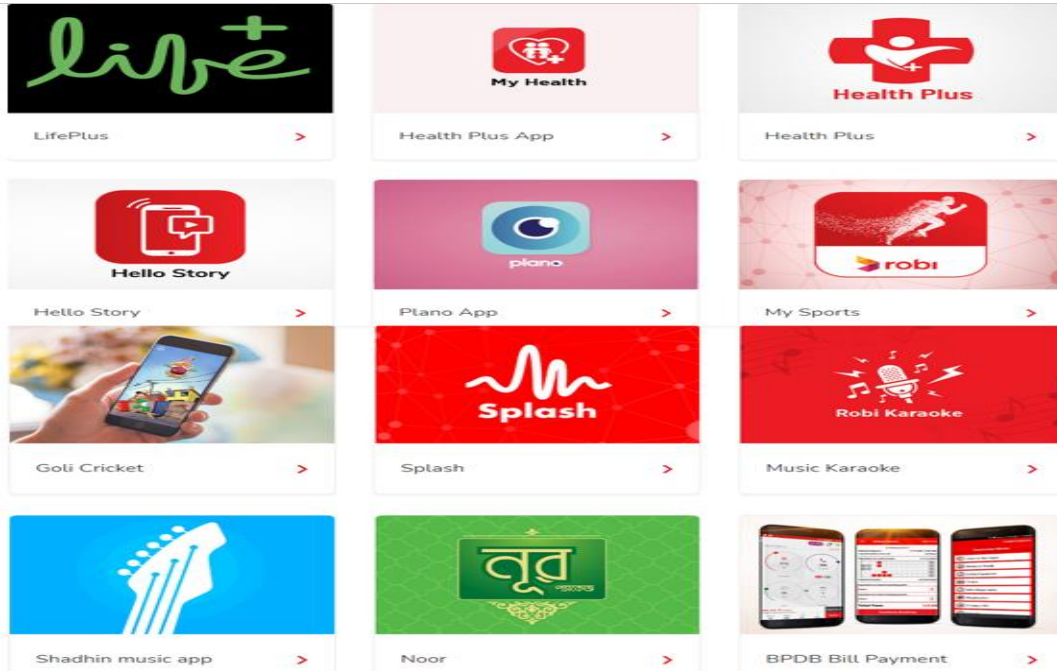 life+
My Health
Health Plus
LifePlus >
Health Plus App >
Health Plus >
Hello Story
plano
robi
Hello Story >
Plano App >
My Sports >
Splash
Robi Karaoke
Goli Cricket >
Splash >
Music Karaoke >
নূর
Shadhin music app >
Noor >
BPDB Bill Payment >